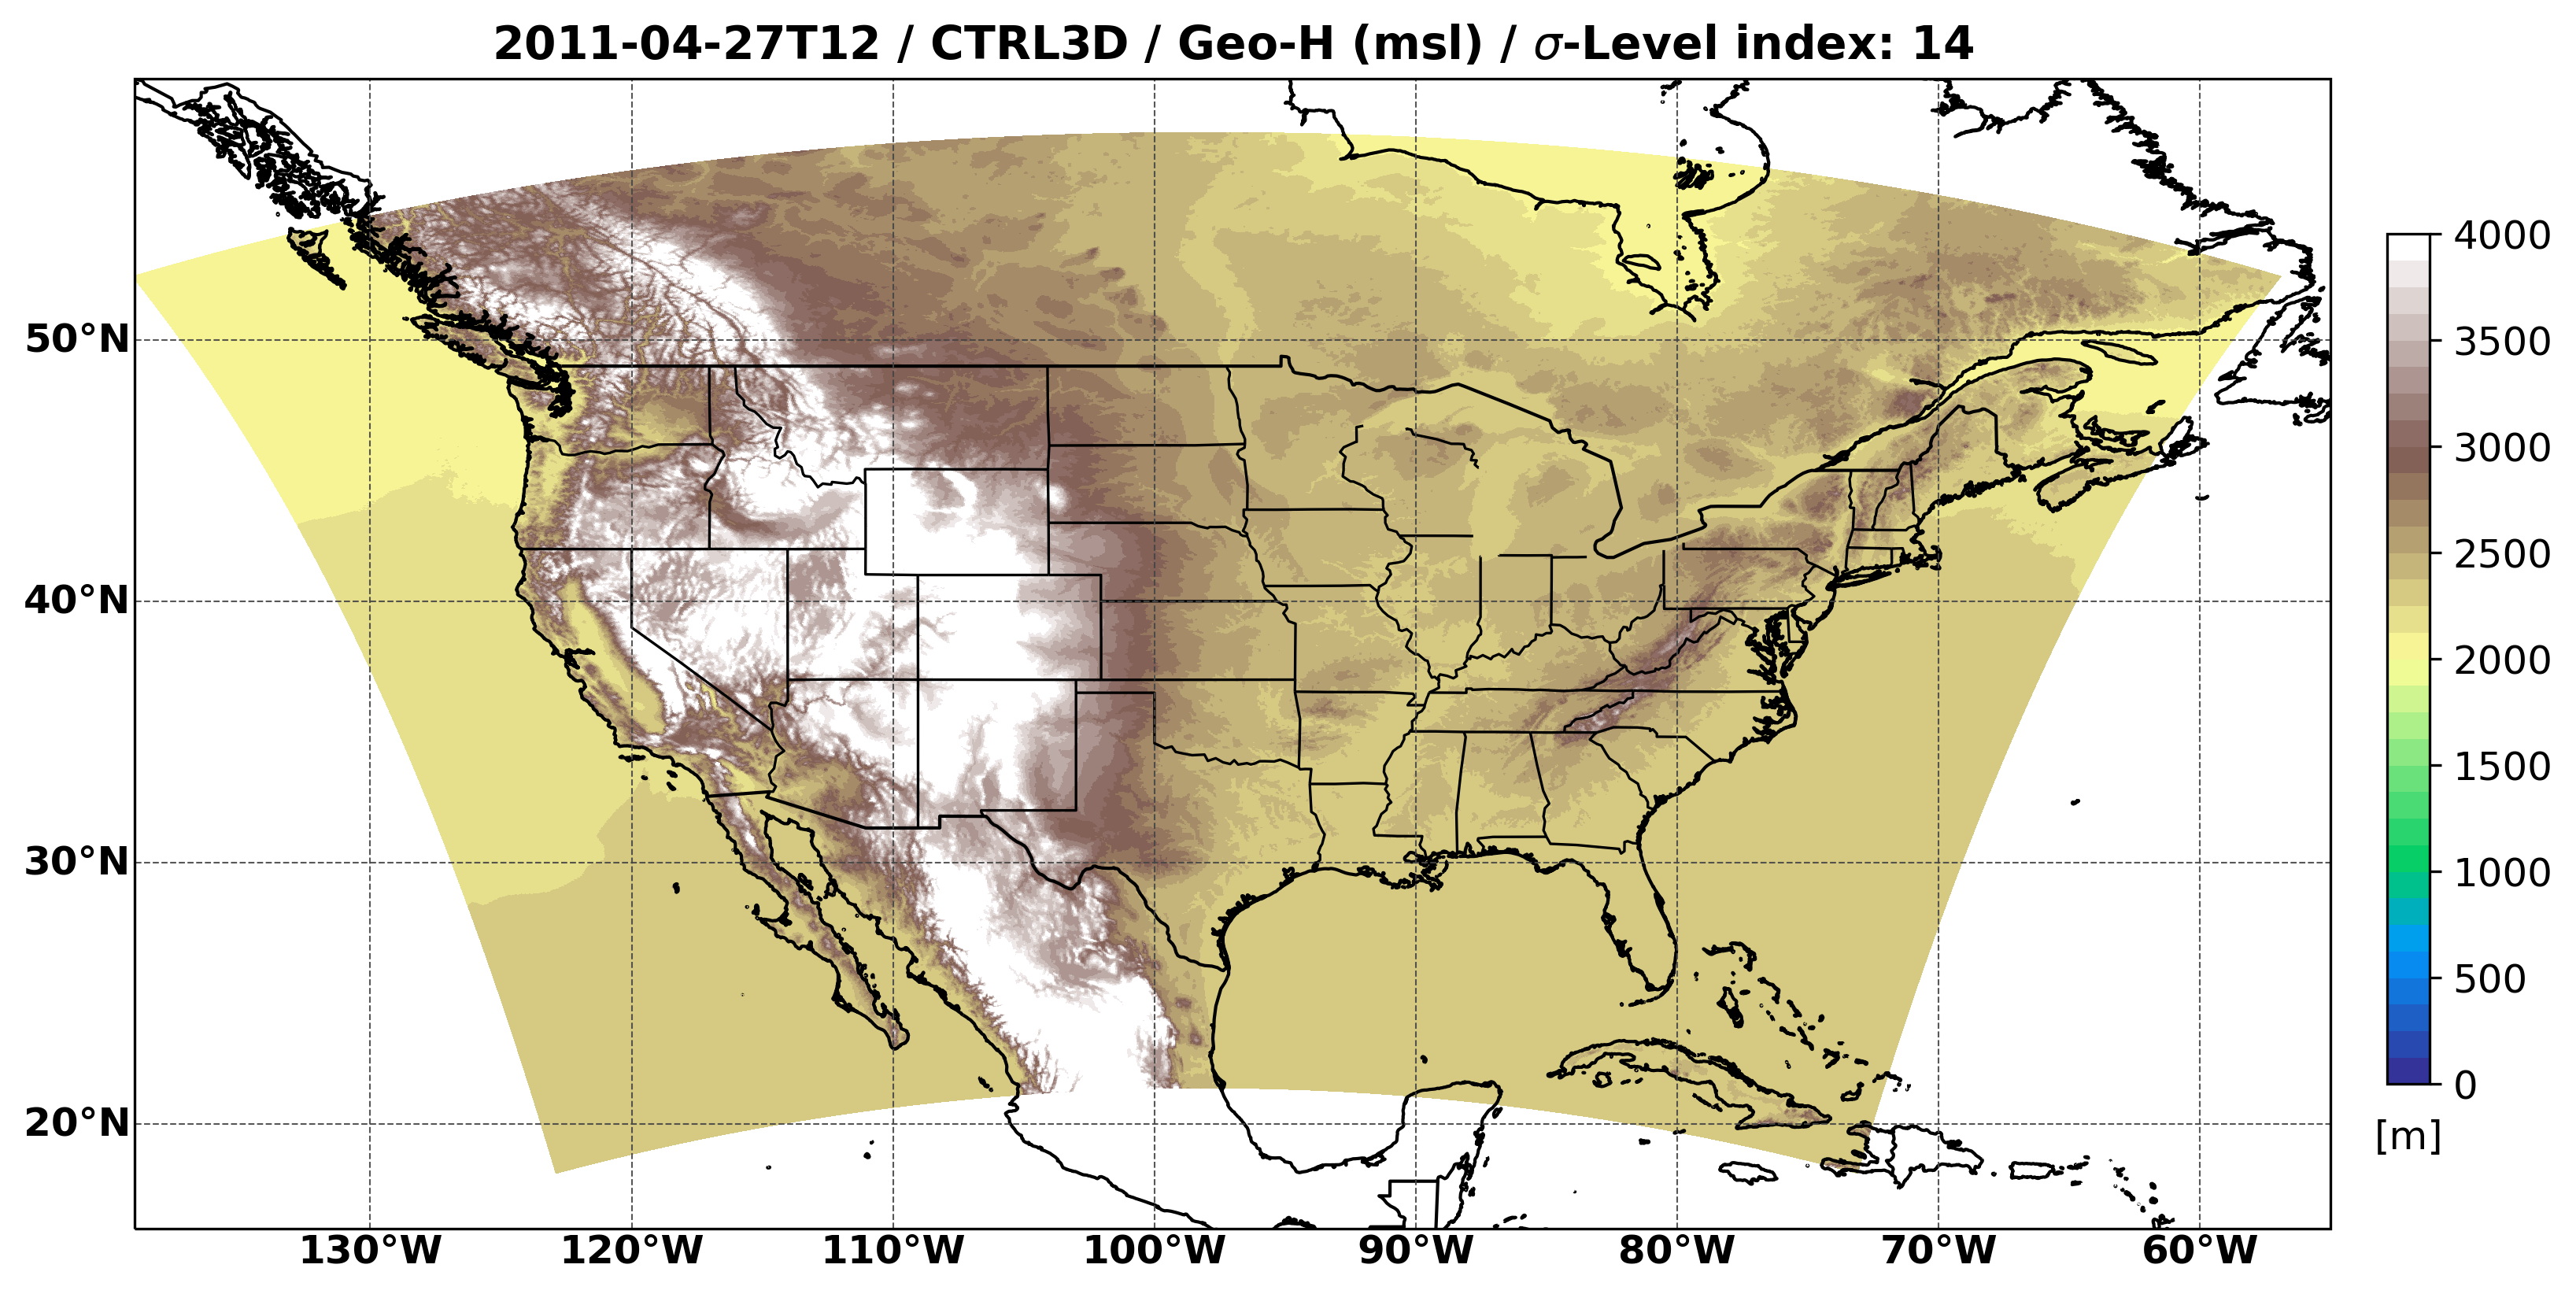 2011-04-27T12 / CTRL3D / Geo-H (msl) / σ-Level index: 14
50°N
40°N
30°N
20°N
130°W 120°W 110°W 100°W 90°W 80°W 70°W 60°W
4000
3500
3000
2500
2000
1500
1000
500
0
[m]